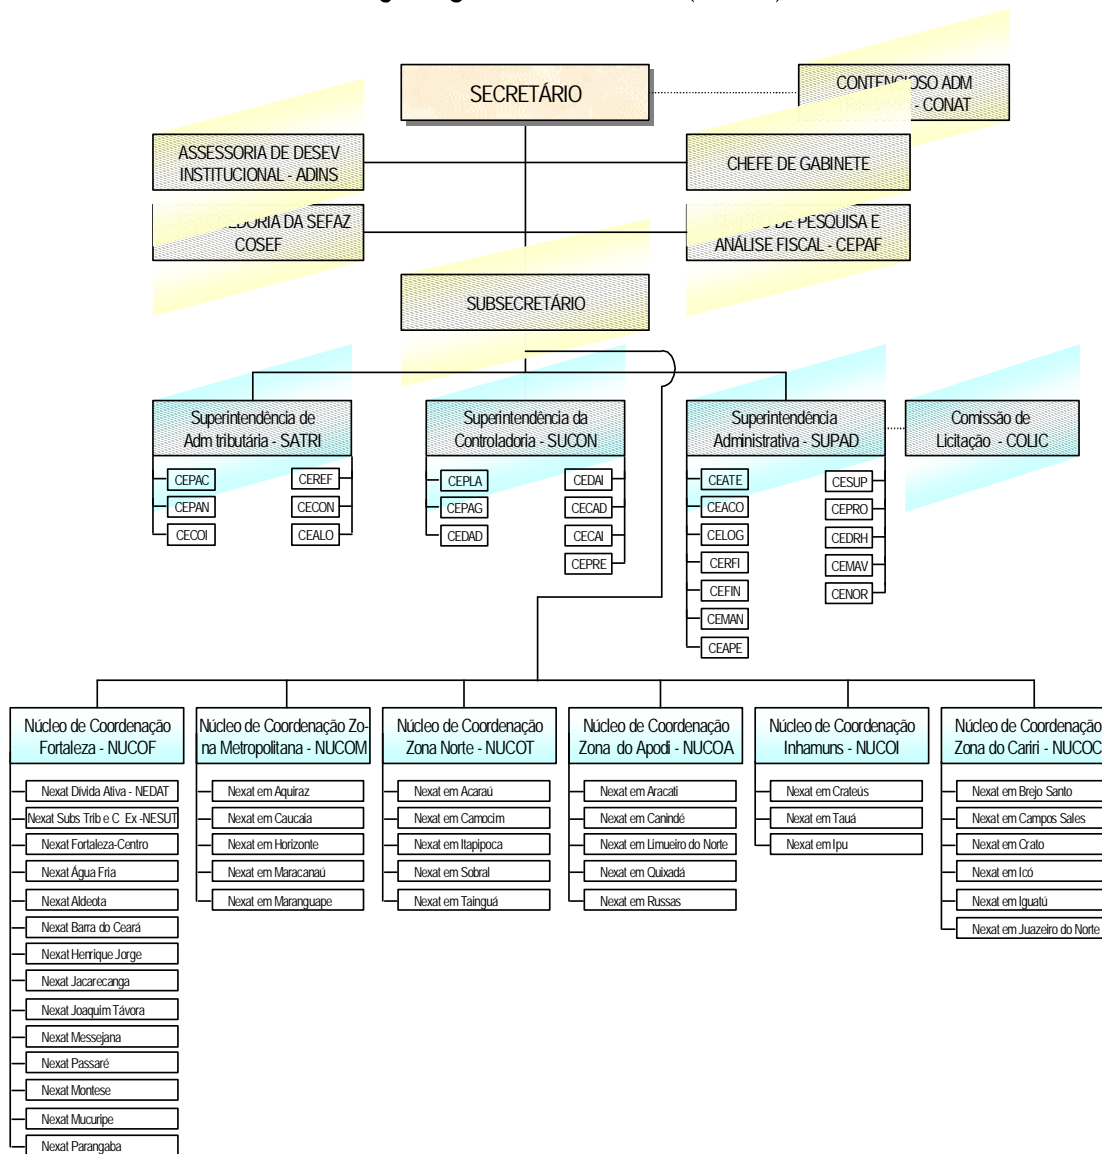 SECRETÁRIO
CONTENCIOSO ADM
- CONAT
ASSESSORIA DE DESEV
INSTITUCIONAL - ADINS
CHEFE DE GABINETE
DA SEFAZ
COSEF
DE PESQUISA E
ANÁLISE FISCAL - CEPAF
SUBSECRETÁRIO
Superintendência de
Adm tributária - SATRI
Superintendência da
Controladoria - SUCON
Superintendência
Administrativa - SUPAD
Comissão de
Licitação - COLIC
CEPAC
CEPAN
CECOI
CEREF
CECON
CEALO
CEPLA
CEPAG
CEDAD
CEDAI
CECAD
CECAI
CEPRE
CEATE
CEACO
CELOG
CERFI
CEFIN
CEMAN
CEAPE
CESUP
CEPRO
CEDRH
CEMAV
CENOR
Núcleo de Coordenação
Fortaleza - NUCOF
Nexat Dívida Ativa - NEDAT
Nexat Subs Trib e C Ex -NESUT
Nexat Fortaleza-Centro
Nexat Água Fria
Nexat Aldeota
Nexat Barra do Ceará
Nexat Henrique Jorge
Nexat Jacarecanga
Nexat Joaquim Távora
Nexat Messejana
Nexat Passaré
Nexat Montese
Nexat Mucuripe
Nexat Parangaba
Núcleo de Coordenação Zo-
na Metropolitana - NUCOM
Nexat em Aquiraz
Nexat em Caucaia
Nexat em Horizonte
Nexat em Maracanaú
Nexat em Maranguape
Núcleo de Coordenação
Zona Norte - NUCOT
Nexat em Acaraú
Nexat em Camocim
Nexat em Itapipoca
Nexat em Sobral
Nexat em Tainguá
Núcleo de Coordenação
Zona do Apodi - NUCOA
Nexat em Aracati
Nexat em Canindé
Nexat em Limueiro do Norte
Nexat em Quixadá
Nexat em Russas
Núcleo de Coordenação
Inhamuns - NUCOI
Nexat em Crateús
Nexat em Tauá
Nexat em Ipu
Núcleo de Coordenação
Zona do Cariri - NUCOC
Nexat em Brejo Santo
Nexat em Campos Sales
Nexat em Crato
Nexat em Icó
Nexat em Iguatú
Nexat em Juazeiro do Norte